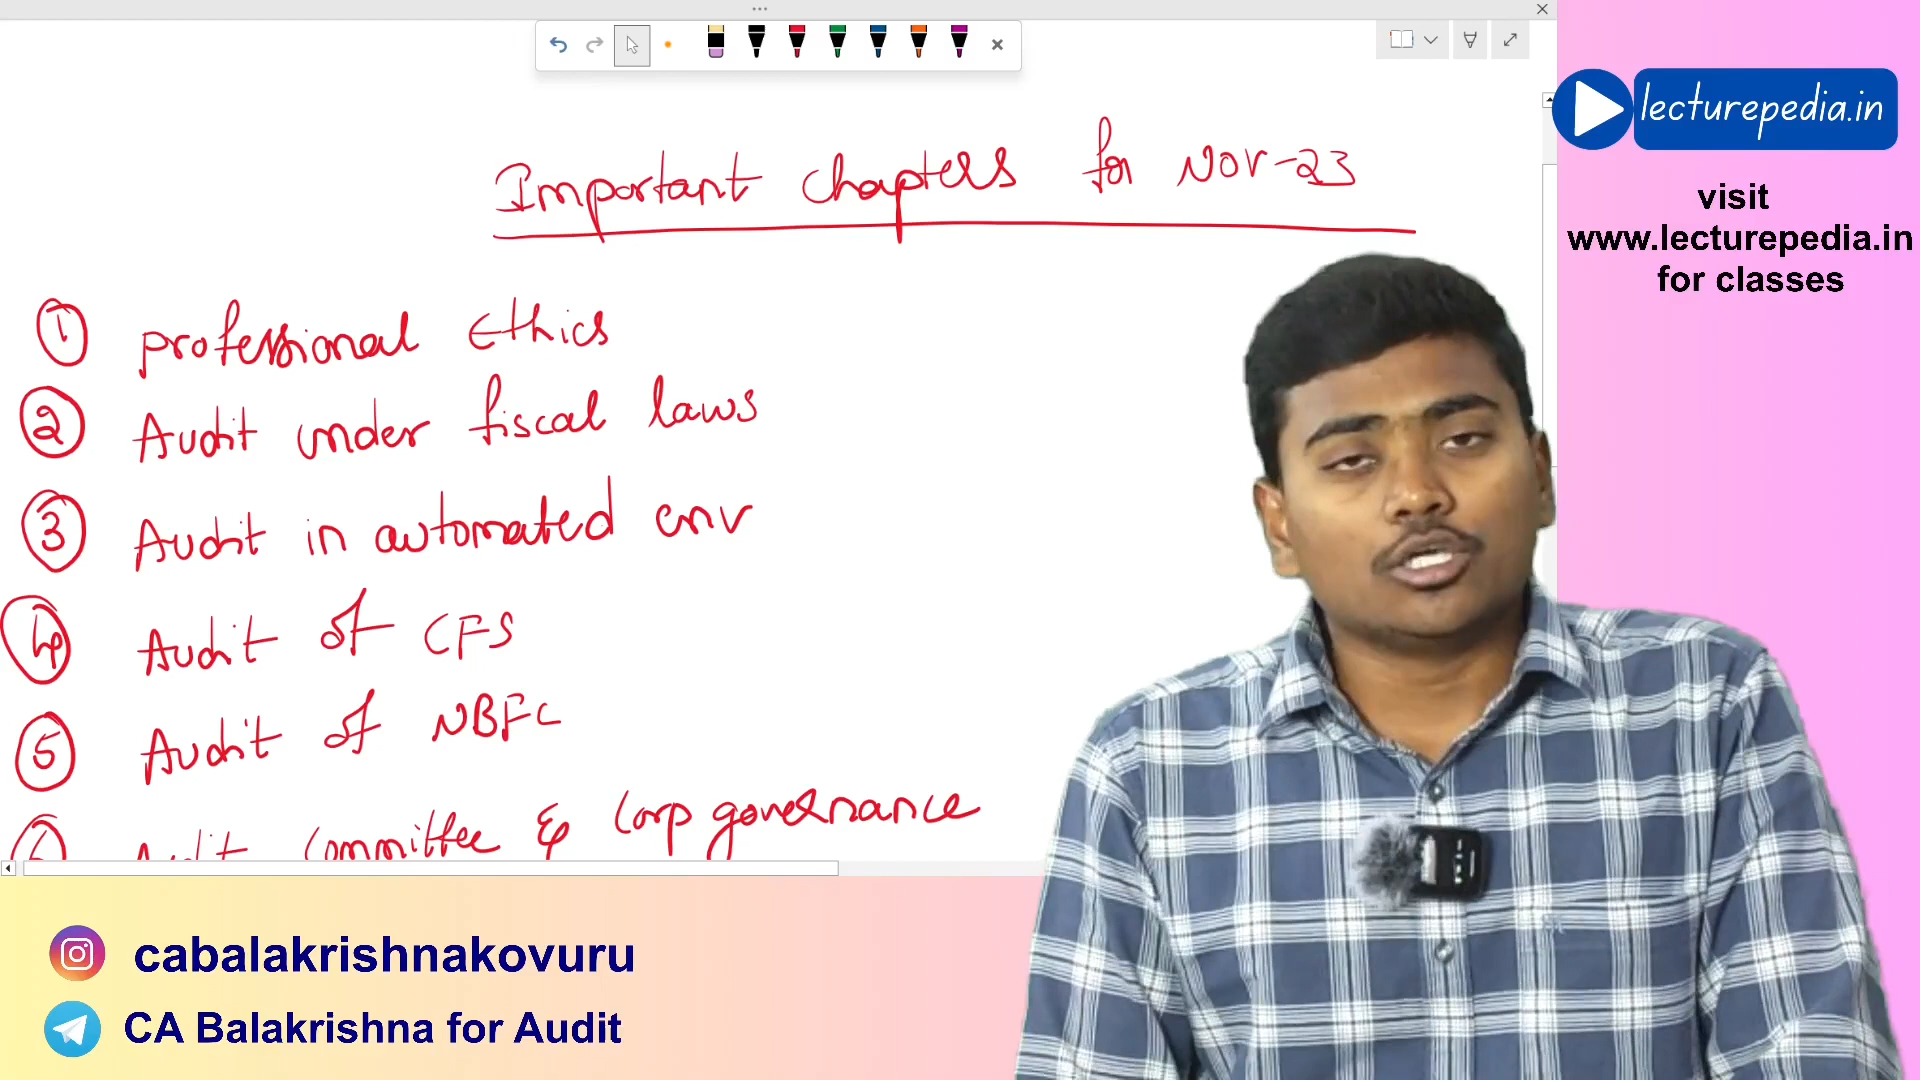 lecturepedia.in
visit
www.lecturepedia.in
for classes
Important chapters for Nov-23
1 professional Ethics
2 Audit under fiscal laws
3 Audit in automated env
4 Audit of CFS
5 Audit of NBFC
6 Audit committee & Corp governance
cabalakrishnakovuru
CA Balakrishna for Audit